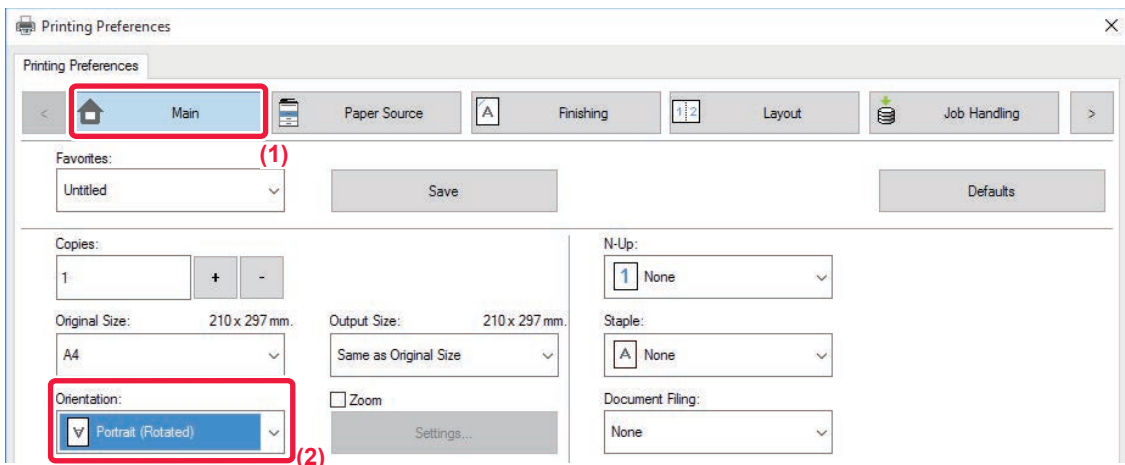 Printing Preferences
Printing Preferences
< Main Paper Source Finishing Layout Job Handling >
(1)
Favorites:
Untitled Save Defaults
Copies: N-Up:
1 + - 1 None
Original Size: 210 x 297 mm. Output Size: 210 x 297 mm. Staple:
A4 Same as Original Size A None
Orientation: Zoom Document Filing:
A Portrait (Rotated) Settings... None
(2)